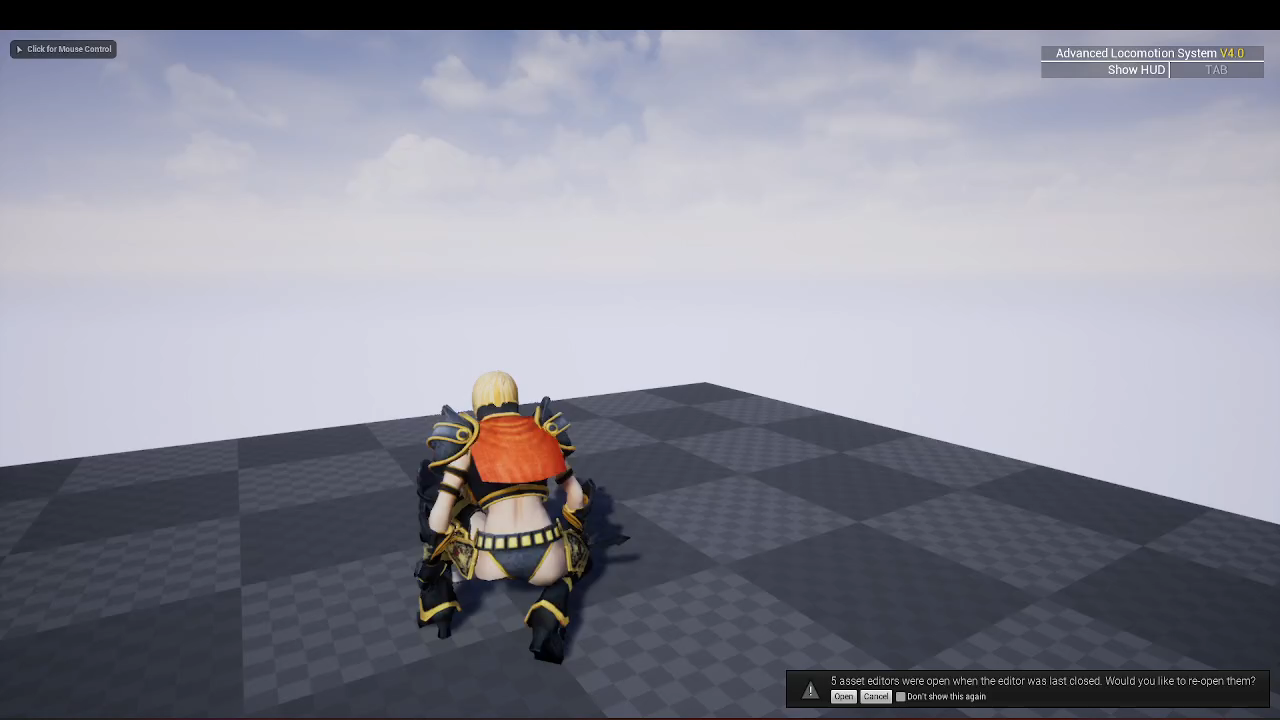 Click for Mouse Control
Advanced Locomotion System V4.0
Show HUD TAB
5 asset editors were open when the editor was last closed. Would you like to re-open them?
Open Cancel Don't show this again